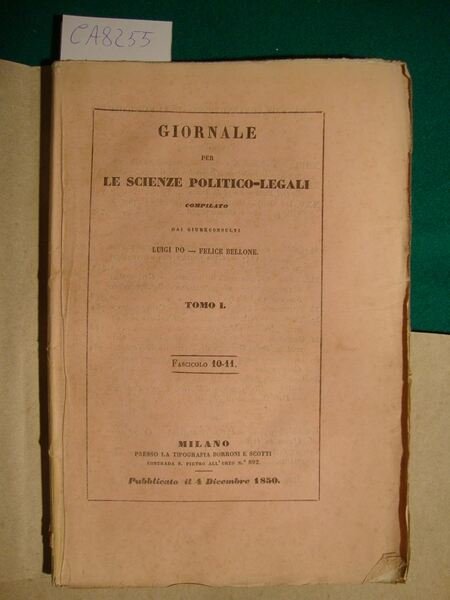 CA8255
GIORNALE
PER
LE SCIENZE POLITICO-LEGALI
COMPILATO
DAI GIURECONSULTI
LUIGI PO — FELICE BELLONE.
TOMO I.
FASCICOLO 10-11.
MILANO
PRESSO LA TIPOGRAFIA BORRONI E SCOTTI
CONTRADA S. PIETRO ALL' ORTO N.° 892.
Pubblicato il 4 Dicembre 1850.